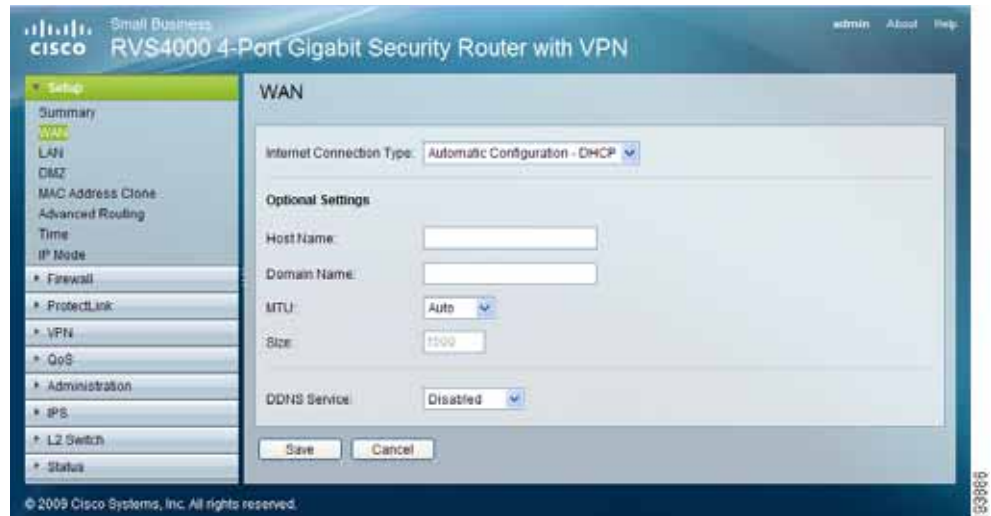 Small Business
admin About Help
CISCO RVS4000 4-Port Gigabit Security Router with VPN
Setup
Summary
WAN
LAN
DMZ
MAC Address Clone
Advanced Routing
Time
IP Mode
Firewall
ProtectLink
VPN
QoS
Administration
IPS
L2 Switch
Status
WAN
Internet Connection Type: Automatic Configuration - DHCP
Optional Settings
Host Name:
Domain Name:
MTU: Auto
Size: 1500
DDNS Service: Disabled
Save Cancel
© 2009 Cisco Systems, Inc. All rights reserved.
93886